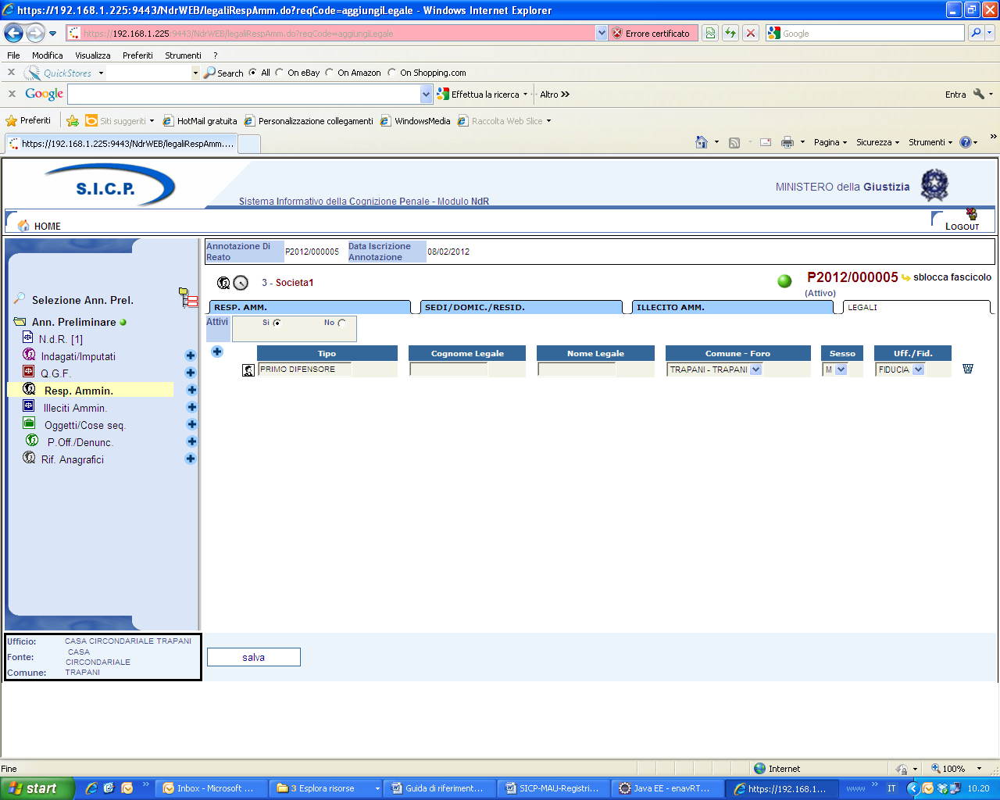 https://192.168.1.225:9443/NdrWEB/legaliRespAmm.do?reqCode=aggiungiLegale - Windows Internet Explorer
https://192.168.1.225:9443/NdrWEB/legaliRespAmm.do?reqCode=aggiungiLegale Errore certificato Google
File Modifica Visualizza Preferiti Strumenti ?
QuickStores Search All On eBay On Amazon On Shopping.com
Google Effettua la ricerca Altro Entra
Preferiti Siti suggeriti HotMail gratuita Personalizzazione collegamenti WindowsMedia Raccolta Web Slice
https://192.168.1.225:9443/NdrWEB/legaliRespAmm.... Pagina Sicurezza Strumenti
S.I.C.P.
Sistema Informativo della Cognizione Penale - Modulo NdR
MINISTERO della Giustizia
HOME
LOGOUT
Annotazione Di Reato P2012/000005 Data Iscrizione Annotazione 08/02/2012
3 - Societa1
P2012/000005 sblocca fascicolo
(Attivo)
RESP. AMM. SEDI/DOMIC./RESID. ILLECITO AMM. LEGALI
Attivi Si No
Tipo Cognome Legale Nome Legale Comune - Foro Sesso Uff./Fid.
PRIMO DIFENSORE TRAPANI - TRAPANI M FIDUCIA
Selezione Ann. Prel.
Ann. Preliminare
N.d.R. [1]
Indagati/Imputati
Q.G.F.
Resp. Ammin.
Illeciti Ammin.
Oggetti/Cose seq.
P.Off./Denunc.
Rif. Anagrafici
Ufficio: CASA CIRCONDARIALE TRAPANI
Fonte: CASA CIRCONDARIALE
Comune: TRAPANI
salva
Fine Internet 100%
start Inbox - Microsoft ... 3 Esplora risorse Guida di riferiment... SICP-MAU-Registri... Java EE - enavRT... https://192.168.1... www IT 10.20